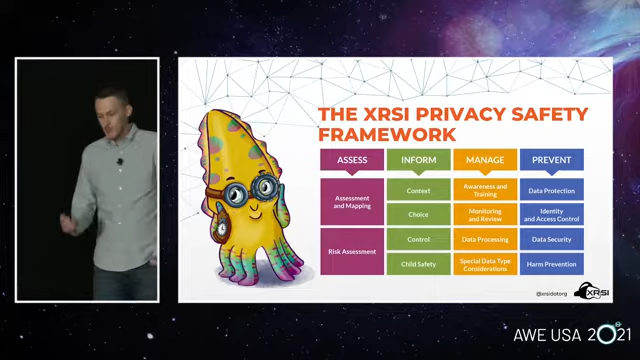 THE XRSI PRIVACY SAFETY
FRAMEWORK
ASSESS INFORM MANAGE PREVENT
Assessment
and Mapping
Risk Assessment
Context
Choice
Control
Child Safety
Awareness and
Training
Monitoring
and Review
Data Processing
Special Data Type
Considerations
Data Protection
Identity
and Access Control
Data Security
Harm Prevention
@xrsidotorg
XRSI
AWE USA 2021